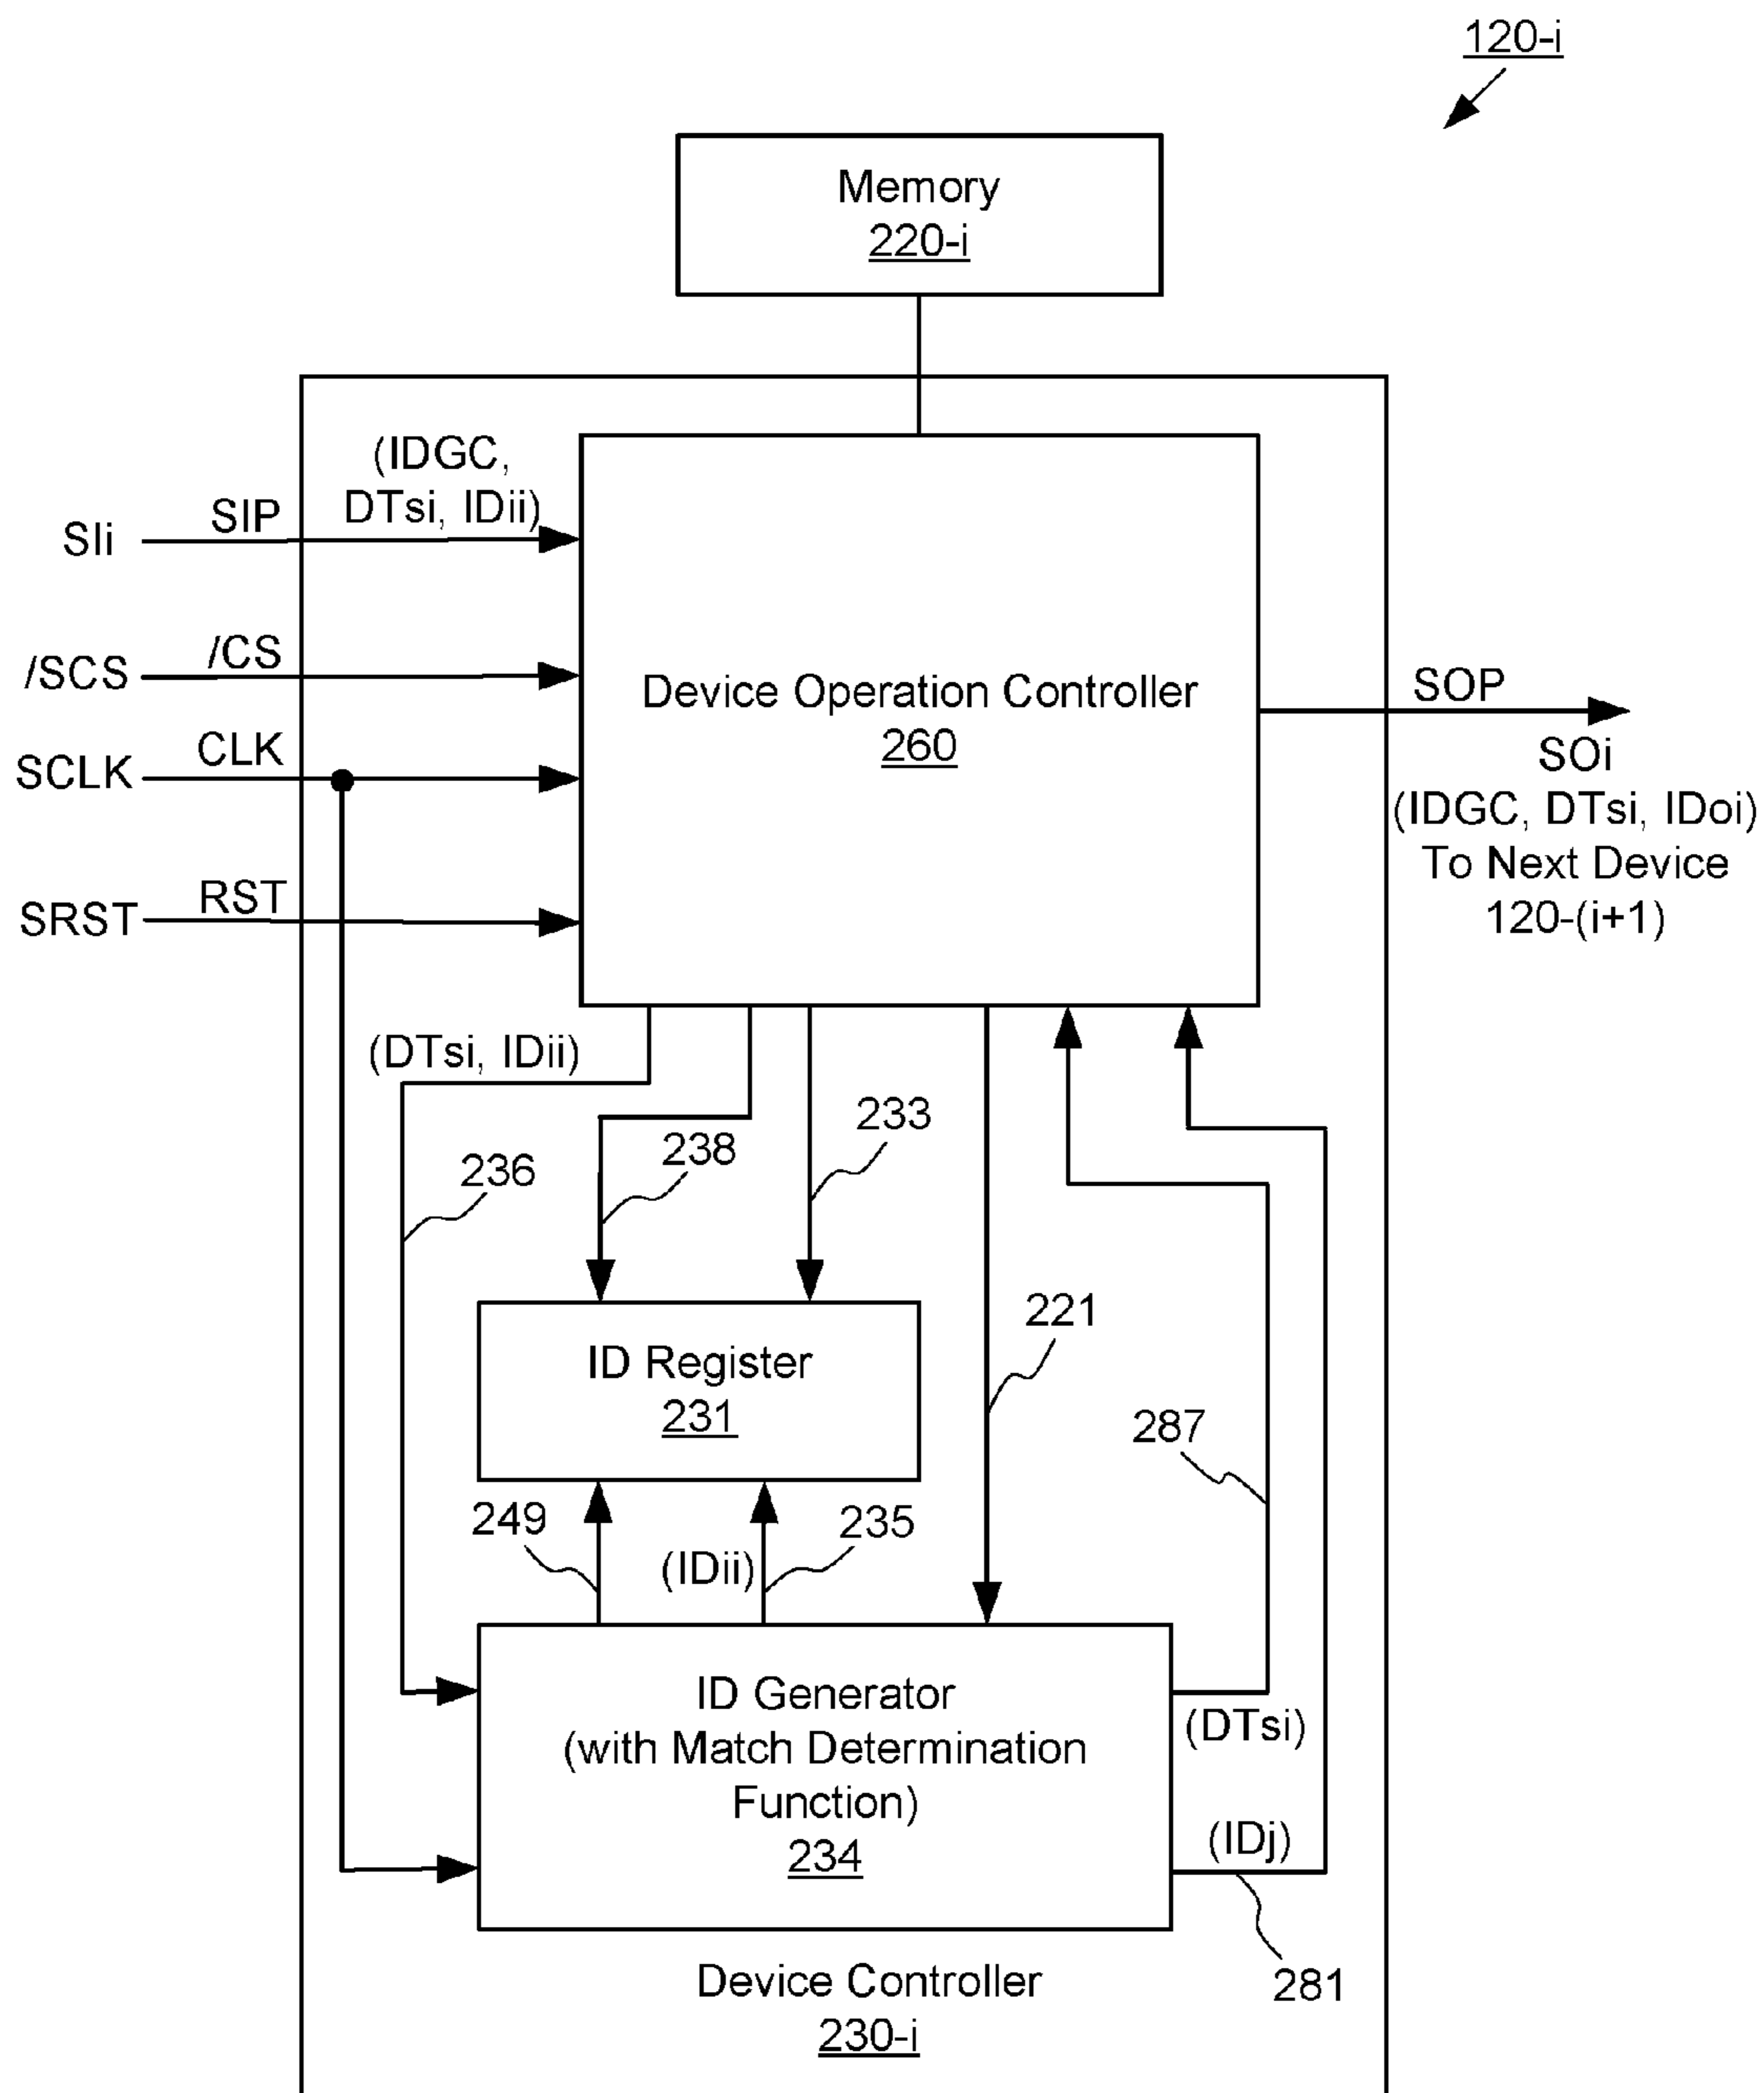 120-i
Memory
220-i
(IDGC,
DTsi, IDii)
SIi
SIP
/SCS
/CS
SCLK
CLK
SRST
RST
Device Operation Controller
260
SOP
SOi
(IDGC, DTsi, IDoi)
To Next Device
120-(i+1)
(DTsi, IDii)
236
238
233
ID Register
231
221
287
249
(IDii)
235
ID Generator
(with Match Determination
Function)
234
(DTsi)
(IDj)
281
Device Controller
230-i